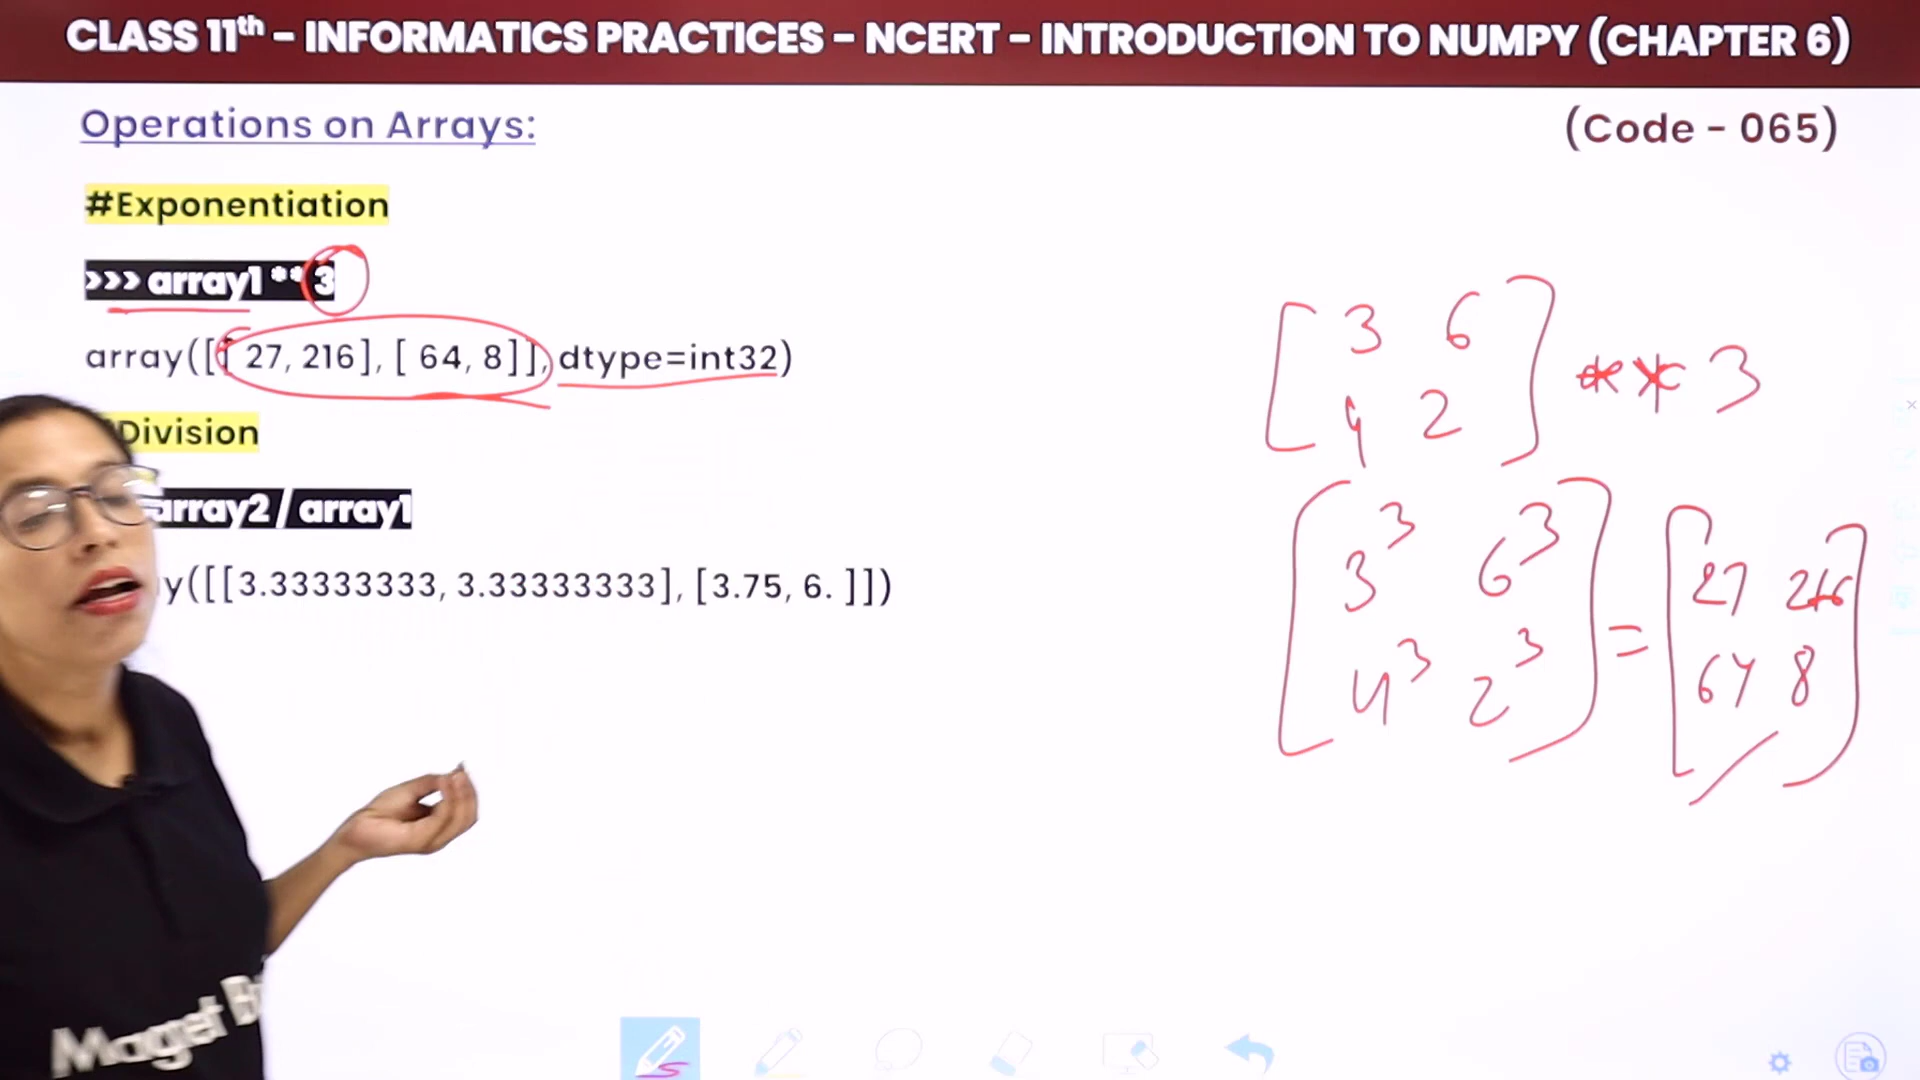 CLASS 11th - INFORMATICS PRACTICES - NCERT - INTRODUCTION TO NUMPY (CHAPTER 6)
Operations on Arrays:
(Code - 065)
#Exponentiation
>>> array1 ** 3
array([[ 27, 216], [ 64, 8]], dtype=int32)
Division
array2 / array1
y([[3.33333333, 3.33333333], [3.75, 6. ]])
3 6
4 2
** 3
3³ 6³
4³ 2³
=
27 216
64 8
Magnet B